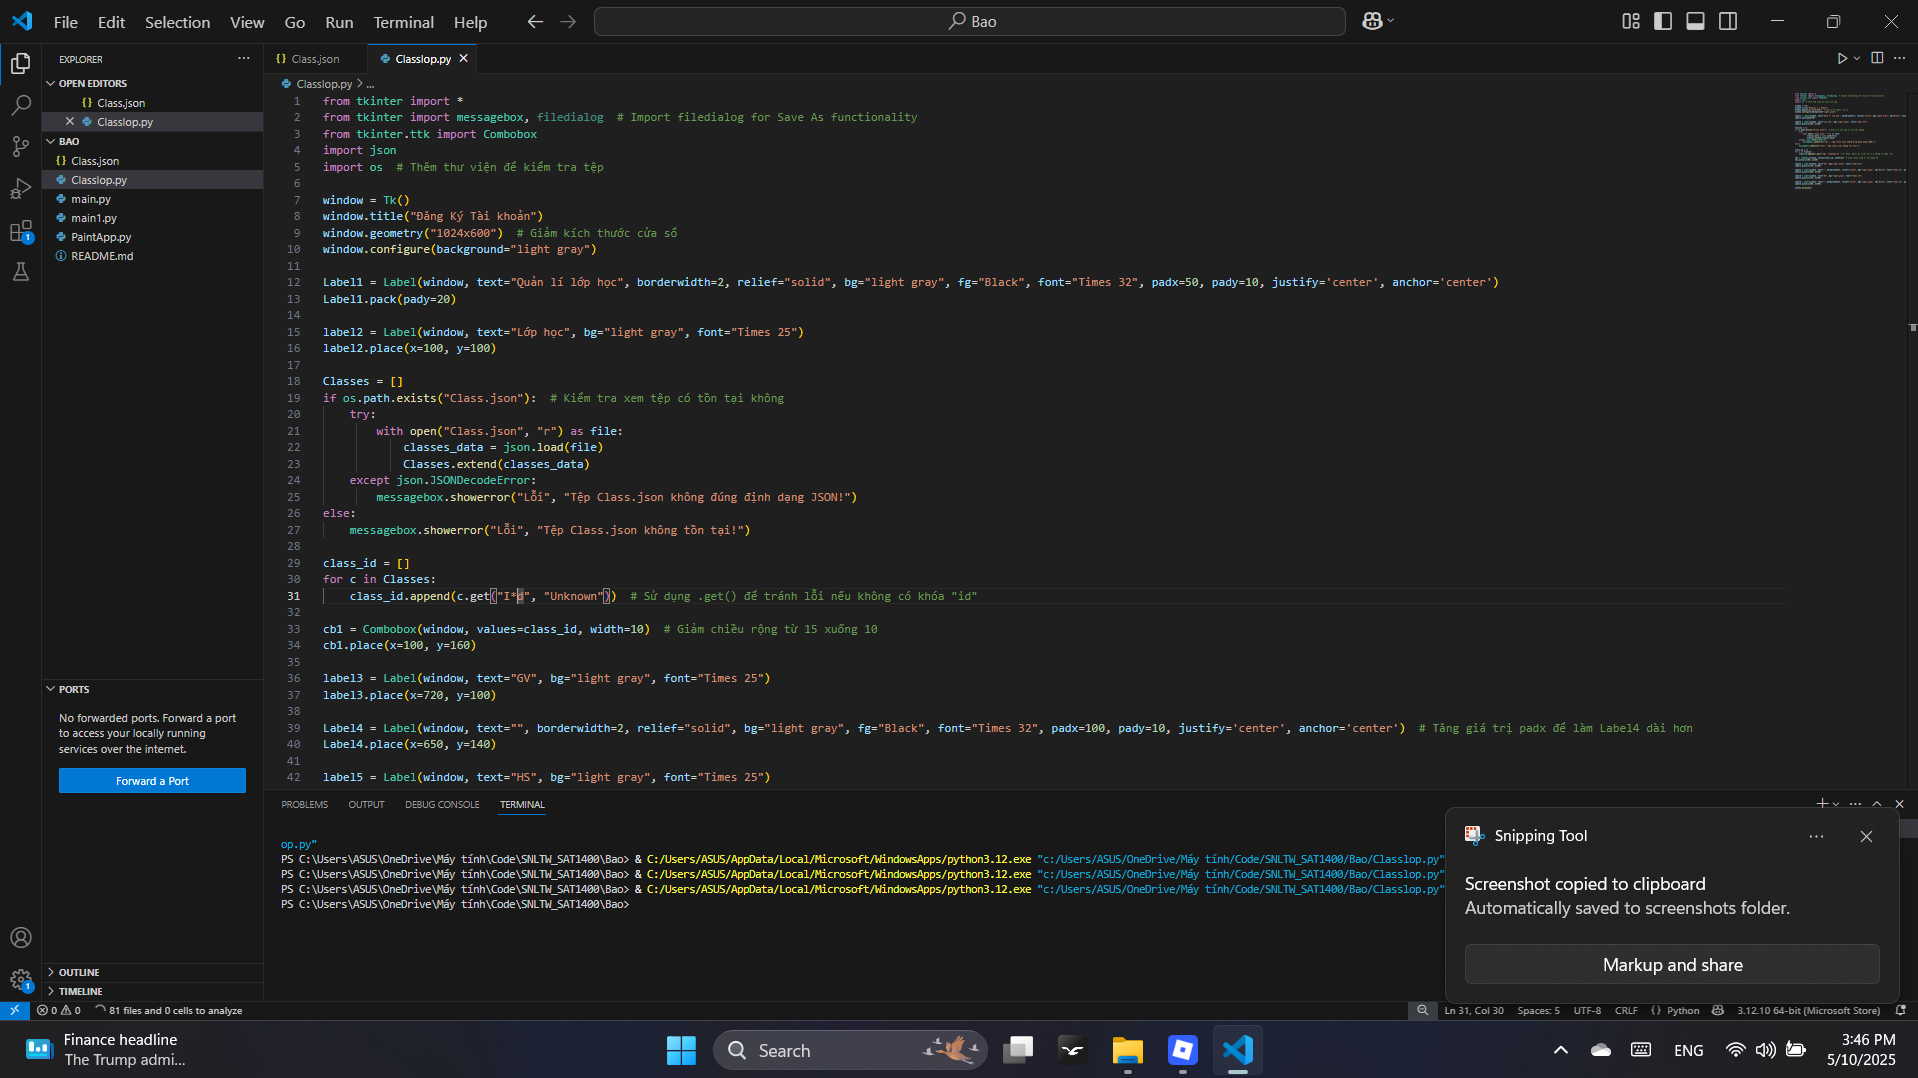 File Edit Selection View Go Run Terminal Help
Bao
EXPLORER
OPEN EDITORS
{} Class.json
Classlop.py
BAO
{} Class.json
Classlop.py
main.py
main1.py
PaintApp.py
README.md
PORTS
No forwarded ports. Forward a port
to access your locally running
services over the internet.
Forward a Port
OUTLINE
TIMELINE
{} Class.json
Classlop.py
Classlop.py > ...
1 from tkinter import *
2 from tkinter import messagebox, filedialog # Import filedialog for Save As functionality
3 from tkinter.ttk import Combobox
4 import json
5 import os # Thêm thư viện để kiểm tra tệp
6
7 window = Tk()
8 window.title("Đăng Ký Tài khoản")
9 window.geometry("1024x600") # Giảm kích thước cửa sổ
10 window.configure(background="light gray")
11
12 Label1 = Label(window, text="Quản lí lớp học", borderwidth=2, relief="solid", bg="light gray", fg="Black", font="Times 32", padx=50, pady=10, justify='center', anchor='center')
13 Label1.pack(pady=20)
14
15 label2 = Label(window, text="Lớp học", bg="light gray", font="Times 25")
16 label2.place(x=100, y=100)
17
18 Classes = []
19 if os.path.exists("Class.json"): # Kiểm tra xem tệp có tồn tại không
20 try:
21 with open("Class.json", "r") as file:
22 classes_data = json.load(file)
23 Classes.extend(classes_data)
24 except json.JSONDecodeError:
25 messagebox.showerror("Lỗi", "Tệp Class.json không đúng định dạng JSON!")
26 else:
27 messagebox.showerror("Lỗi", "Tệp Class.json không tồn tại!")
28
29 class_id = []
30 for c in Classes:
31 class_id.append(c.get("I*d", "Unknown")) # Sử dụng .get() để tránh lỗi nếu không có khóa "id"
32
33 cb1 = Combobox(window, values=class_id, width=10) # Giảm chiều rộng từ 15 xuống 10
34 cb1.place(x=100, y=160)
35
36 label3 = Label(window, text="GV", bg="light gray", font="Times 25")
37 label3.place(x=720, y=100)
38
39 Label4 = Label(window, text="", borderwidth=2, relief="solid", bg="light gray", fg="Black", font="Times 32", padx=100, pady=10, justify='center', anchor='center') # Tăng giá trị padx để làm Label4 dài hơn
40 Label4.place(x=650, y=140)
41
42 label5 = Label(window, text="HS", bg="light gray", font="Times 25")
PROBLEMS OUTPUT DEBUG CONSOLE TERMINAL
op.py"
PS C:\Users\ASUS\OneDrive\Máy tính\Code\SNLTW_SAT1400\Bao> & C:/Users/ASUS/AppData/Local/Microsoft/WindowsApps/python3.12.exe "c:/Users/ASUS/OneDrive/Máy tính/Code/SNLTW_SAT1400/Bao/Classlop.py"
PS C:\Users\ASUS\OneDrive\Máy tính\Code\SNLTW_SAT1400\Bao> & C:/Users/ASUS/AppData/Local/Microsoft/WindowsApps/python3.12.exe "c:/Users/ASUS/OneDrive/Máy tính/Code/SNLTW_SAT1400/Bao/Classlop.py"
PS C:\Users\ASUS\OneDrive\Máy tính\Code\SNLTW_SAT1400\Bao> & C:/Users/ASUS/AppData/Local/Microsoft/WindowsApps/python3.12.exe "c:/Users/ASUS/OneDrive/Máy tính/Code/SNLTW_SAT1400/Bao/Classlop.py"
PS C:\Users\ASUS\OneDrive\Máy tính\Code\SNLTW_SAT1400\Bao>
Snipping Tool
Screenshot copied to clipboard
Automatically saved to screenshots folder.
Markup and share
0 0 81 files and 0 cells to analyze
Ln 31, Col 30 Spaces: 5 UTF-8 CRLF {} Python 3.12.10 64-bit (Microsoft Store)
Finance headline
The Trump admi...
Search
ENG
3:46 PM
5/10/2025